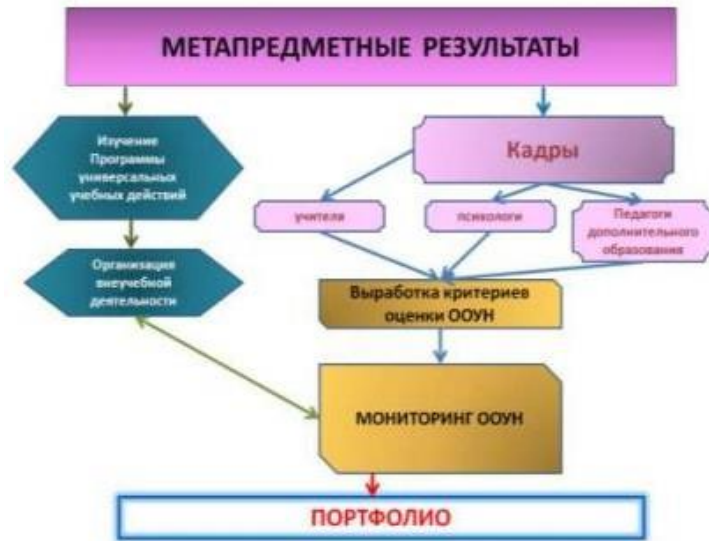 МЕТАПРЕДМЕТНЫЕ РЕЗУЛЬТАТЫ
Изучение
Программы
универсальных
учебных действий
Кадры
учителя
психологи
Педагоги
дополнительного
образования
Организация
внеучебной
деятельности
Выработка критериев
оценки ООУН
МОНИТОРИНГ ООУН
ПОРТФОЛИО